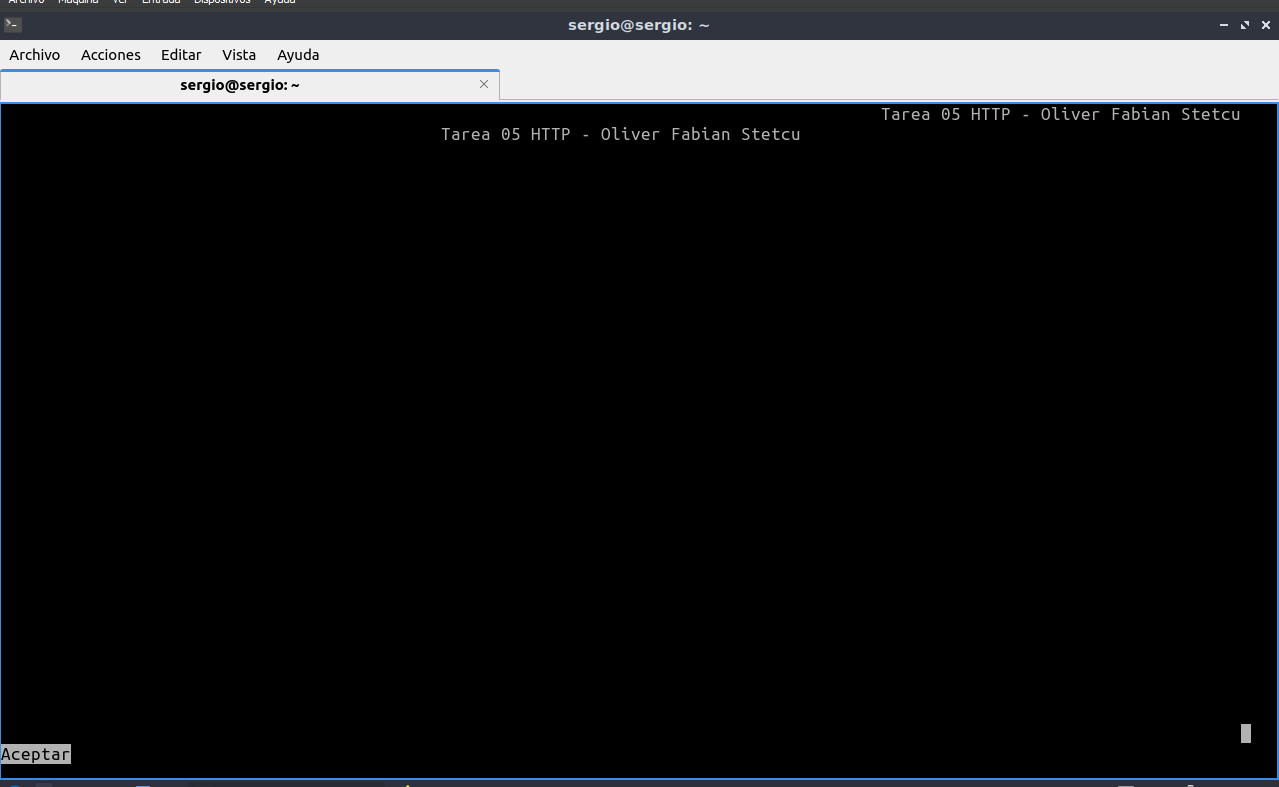 Archivo Máquina Ver Entrada Dispositivos Ayuda
sergio@sergio: ~
Archivo Acciones Editar Vista Ayuda
sergio@sergio: ~
Tarea 05 HTTP - Oliver Fabian Stetcu
Tarea 05 HTTP - Oliver Fabian Stetcu
Aceptar